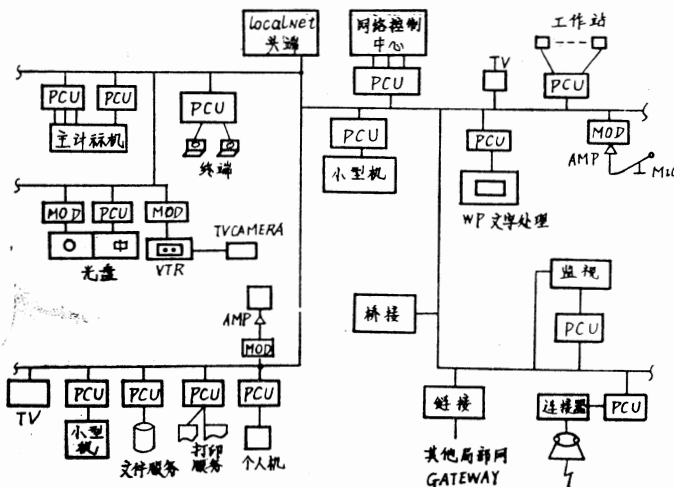 LOCALNet
头端
网络控制
中心
PCU
TV
工作站
PCU
PCU
PCU
主计标机
PCU
终端
PCU
小型机
PCU
WP 文字处理
MOD
AMP
MOD
PCU
MOD
光盘
VTR
TVCAMERA
AMP
MOD
桥接
监视
PCU
TV
PCU
小型
机
PCU
文件服务
PCU
打印
服务
PCU
个人机
链接
其他局部网
GATEWAY
连接器
PCU